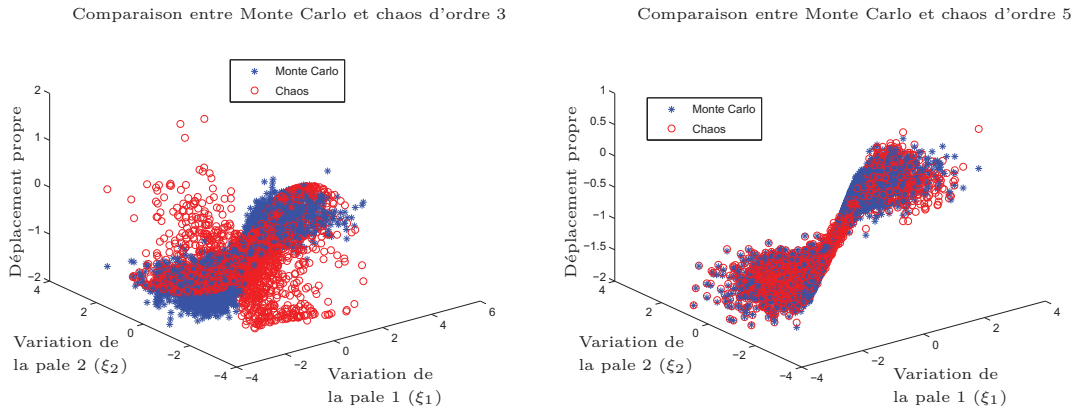 Comparaison entre Monte Carlo et chaos d'ordre 3
Monte Carlo
Chaos
2
1
0
−1
−2
Déplacement propre
4
2
0
−2
−4
Variation de
la pale 2 (ξ₂)
−4
−2
0
2
4
6
Variation de
la pale 1 (ξ₁)
Comparaison entre Monte Carlo et chaos d'ordre 5
Monte Carlo
Chaos
1
0.5
0
−0.5
−1
−1.5
−2
Déplacement propre
4
2
0
−2
−4
Variation de
la pale 2 (ξ₂)
−4
−2
0
2
4
Variation de
la pale 1 (ξ₁)